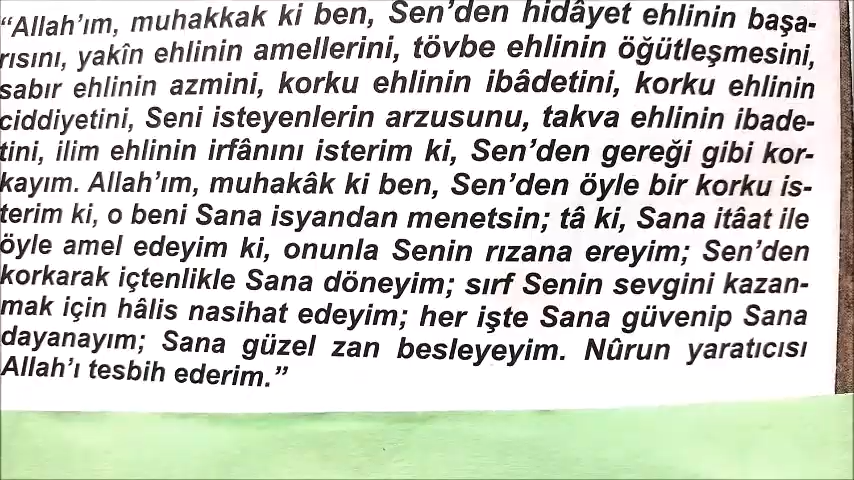 “Allah’ım, muhakkak ki ben, Sen’den hidâyet ehlinin başa-
rısını, yakîn ehlinin amellerini, tövbe ehlinin öğütleşmesini,
sabır ehlinin azmini, korku ehlinin ibâdetini, korku ehlinin
ciddiyetini, Seni isteyenlerin arzusunu, takva ehlinin ibade-
tini, ilim ehlinin irfânını isterim ki, Sen’den gereği gibi kor-
kayım. Allah’ım, muhakâk ki ben, Sen’den öyle bir korku is-
terim ki, o beni Sana isyandan menetsin; tâ ki, Sana itâat ile
öyle amel edeyim ki, onunla Senin rızana ereyim; Sen’den
korkarak içtenlikle Sana döneyim; sırf Senin sevgini kazan-
mak için hâlis nasihat edeyim; her işte Sana güvenip Sana
dayanayım; Sana güzel zan besleyeyim. Nûrun yaratıcısı
Allah’ı tesbih ederim.”